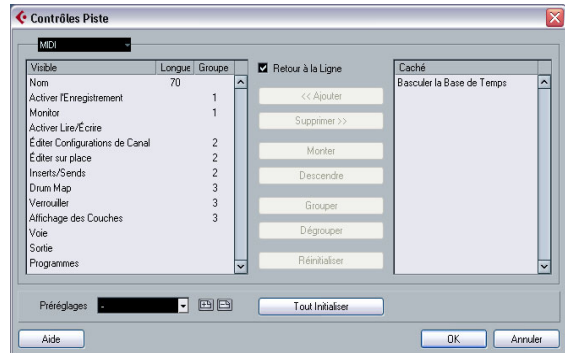 Contrôles Piste
MIDI
Visible Longue Groupe
Nom 70
Activer l'Enregistrement 1
Monitor 1
Activer Lire/Écrire
Éditer Configurations de Canal 2
Éditer sur place 2
Inserts/Sends 2
Drum Map 3
Verrouiller 3
Affichage des Couches 3
Voie
Sortie
Programmes
Retour à la Ligne
<< Ajouter
Supprimer >>
Monter
Descendre
Grouper
Dégrouper
Réinitialiser
Caché
Basculer la Base de Temps
Préréglages -
Tout Initialiser
Aide
OK
Annuler